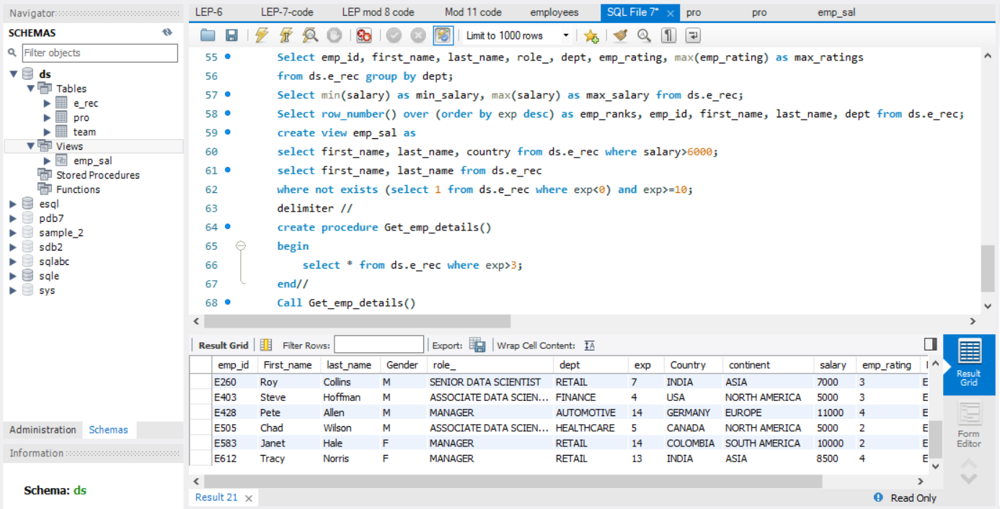 Navigator
SCHEMAS
Filter objects
ds
Tables
e_rec
pro
team
Views
emp_sal
Stored Procedures
Functions
esql
pdb7
sample_2
sdb2
sqlabc
sqle
sys
Administration Schemas
Information
Schema: ds
LEP-6 LEP-7-code LEP mod 8 code Mod 11 code employees SQL File 7* pro pro emp_sal
Limit to 1000 rows
55 Select emp_id, first_name, last_name, role_, dept, emp_rating, max(emp_rating) as max_ratings
56 from ds.e_rec group by dept;
57 Select min(salary) as min_salary, max(salary) as max_salary from ds.e_rec;
58 Select row_number() over (order by exp desc) as emp_ranks, emp_id, first_name, last_name, dept from ds.e_rec;
59 create view emp_sal as
60 select first_name, last_name, country from ds.e_rec where salary>6000;
61 select first_name, last_name from ds.e_rec
62 where not exists (select 1 from ds.e_rec where exp<0) and exp>=10;
63 delimiter //
64 create procedure Get_emp_details()
65 begin
66 select * from ds.e_rec where exp>3;
67 end//
68 Call Get_emp_details()
Result Grid Filter Rows: Export: Wrap Cell Content:
emp_id First_name last_name Gender role_ dept exp Country continent salary emp_rating
E260 Roy Collins M SENIOR DATA SCIENTIST RETAIL 7 INDIA ASIA 7000 3 E
E403 Steve Hoffman M ASSOCIATE DATA SCIEN... FINANCE 4 USA NORTH AMERICA 5000 3 E
E428 Pete Allen M MANAGER AUTOMOTIVE 14 GERMANY EUROPE 11000 4 E
E505 Chad Wilson M ASSOCIATE DATA SCIEN... HEALTHCARE 5 CANADA NORTH AMERICA 5000 2 E
E583 Janet Hale F MANAGER RETAIL 14 COLOMBIA SOUTH AMERICA 10000 2 E
E612 Tracy Norris F MANAGER RETAIL 13 INDIA ASIA 8500 4 E
Result 21
Read Only
Result
Grid
Form
Editor